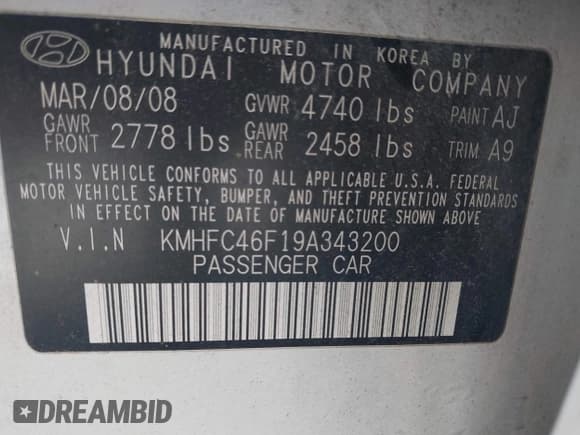 MANUFACTURED IN KOREA BY
HYUNDAI MOTOR COMPANY
MAR/08/08 GVWR 4740 lbs PAINT AJ
GAWR FRONT 2778 lbs GAWR REAR 2458 lbs TRIM A9
THIS VEHICLE CONFORMS TO ALL APPLICABLE U.S.A. FEDERAL
MOTOR VEHICLE SAFETY, BUMPER, AND THEFT PREVENTION STANDARDS
IN EFFECT ON THE DATE OF MANUFACTURE SHOWN ABOVE
V.I.N KMHFC46F19A343200
PASSENGER CAR
DREAMBID